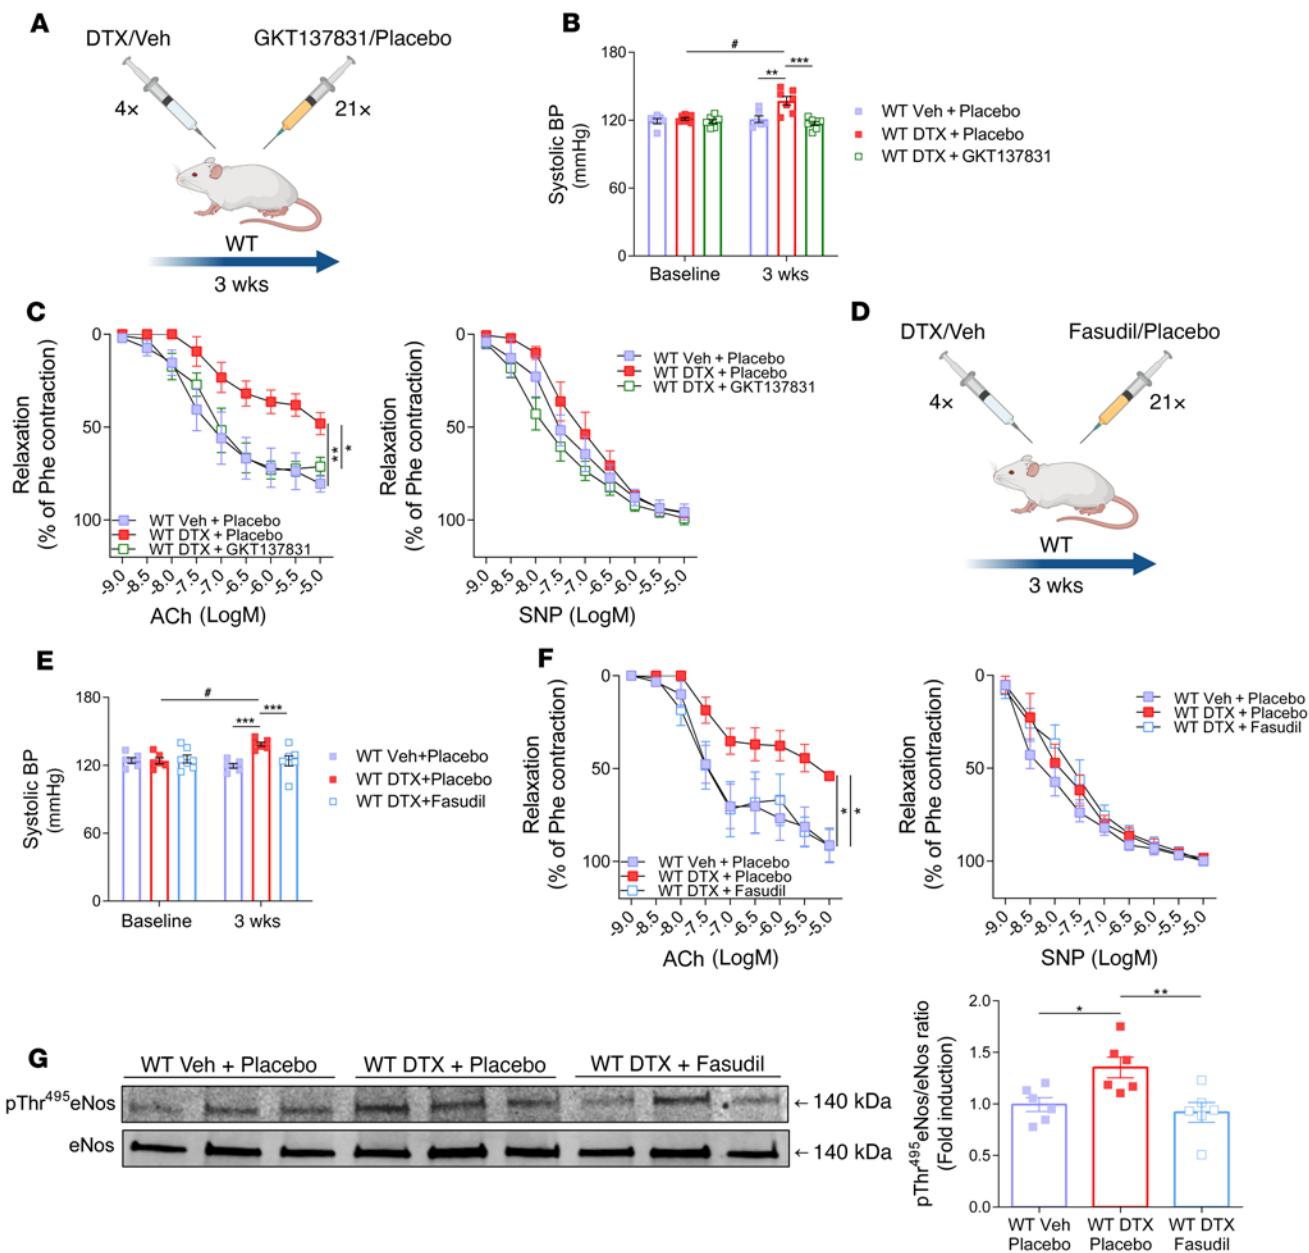 A
DTX/Veh
GKT137831/Placebo
4×
21×
WT
3 wks
B
Systolic BP
(mmHg)
180
120
60
0
#
**
***
Baseline
3 wks
WT Veh + Placebo
WT DTX + Placebo
WT DTX + GKT137831
C
Relaxation
(% of Phe contraction)
0
50
100
**
*
WT Veh + Placebo
WT DTX + Placebo
WT DTX + GKT137831
-9.0 -8.5 -8.0 -7.5 -7.0 -6.5 -6.0 -5.5 -5.0
ACh (LogM)
Relaxation
(% of Phe contraction)
0
50
100
WT Veh + Placebo
WT DTX + Placebo
WT DTX + GKT137831
-9.0 -8.5 -8.0 -7.5 -7.0 -6.5 -6.0 -5.5 -5.0
SNP (LogM)
D
DTX/Veh
Fasudil/Placebo
4×
21×
WT
3 wks
E
Systolic BP
(mmHg)
180
120
60
0
#
***
***
Baseline
3 wks
WT Veh+Placebo
WT DTX+Placebo
WT DTX+Fasudil
F
Relaxation
(% of Phe contraction)
0
50
100
*
*
WT Veh + Placebo
WT DTX + Placebo
WT DTX + Fasudil
-9.0 -8.5 -8.0 -7.5 -7.0 -6.5 -6.0 -5.5 -5.0
ACh (LogM)
Relaxation
(% of Phe contraction)
0
50
100
WT Veh + Placebo
WT DTX + Placebo
WT DTX + Fasudil
-9.0 -8.5 -8.0 -7.5 -7.0 -6.5 -6.0 -5.5 -5.0
SNP (LogM)
G
WT Veh + Placebo
WT DTX + Placebo
WT DTX + Fasudil
pThr495eNos
←140 kDa
eNos
←140 kDa
pThr495eNos/eNos ratio
(Fold induction)
2.0
1.5
1.0
0.5
0.0
*
**
WT Veh
Placebo
WT DTX
Placebo
WT DTX
Fasudil